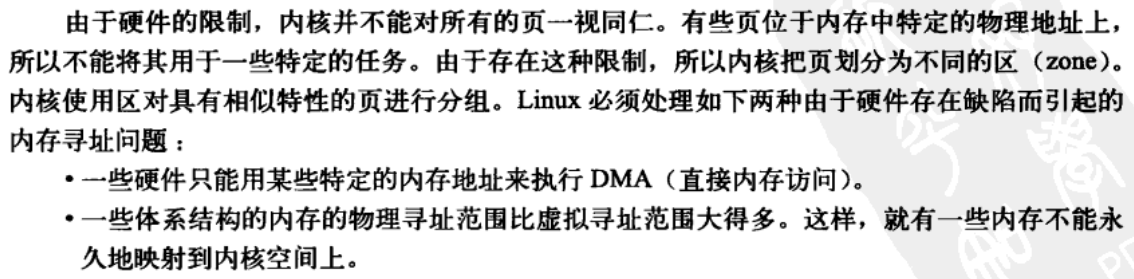 由于硬件的限制，内核并不能对所有的页一视同仁。有些页位于内存中特定的物理地址上，
所以不能将其用于一些特定的任务。由于存在这种限制，所以内核把页划分为不同的区（zone）。
内核使用区对具有相似特性的页进行分组。Linux 必须处理如下两种由于硬件存在缺陷而引起的
内存寻址问题：
• 一些硬件只能用某些特定的内存地址来执行 DMA（直接内存访问）。
• 一些体系结构的内存的物理寻址范围比虚拟寻址范围大得多。这样，就有一些内存不能永
久地映射到内核空间上。